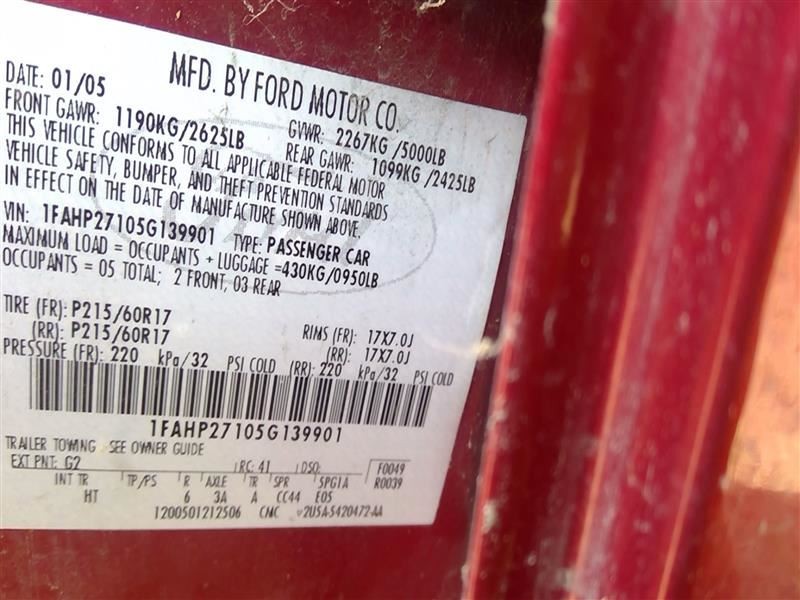 MFD. BY FORD MOTOR CO.
DATE: 01/05
GVWR: 2267KG /5000LB
FRONT GAWR: 1190KG/2625LB
REAR GAWR: 1099KG /2425LB
THIS VEHICLE CONFORMS TO ALL APPLICABLE FEDERAL MOTOR
VEHICLE SAFETY, BUMPER, AND THEFT PREVENTION STANDARDS
IN EFFECT ON THE DATE OF MANUFACTURE SHOWN ABOVE.
VIN: 1FAHP27105G139901 TYPE: PASSENGER CAR
MAXIMUM LOAD = OCCUPANTS + LUGGAGE =430KG/0950LB
OCCUPANTS = 05 TOTAL; 2 FRONT, 03 REAR
TIRE (FR): P215/60R17 RIMS (FR): 17X7.0J
(RR): P215/60R17 (RR): 17X7.0J
PRESSURE (FR): 220 kPa/32 PSI COLD (RR): 220 kPa/32 PSI COLD
1FAHP27105G139901
TRAILER TOWING - SEE OWNER GUIDE
EXT PNT: G2 RC: 41 DSO: F0049
INT TR TP/PS R AXLE TR SPR SPG1A R0039
HT 6 3A A CC44 E05
1200501212506 CMC v2U5A-5420472-AA